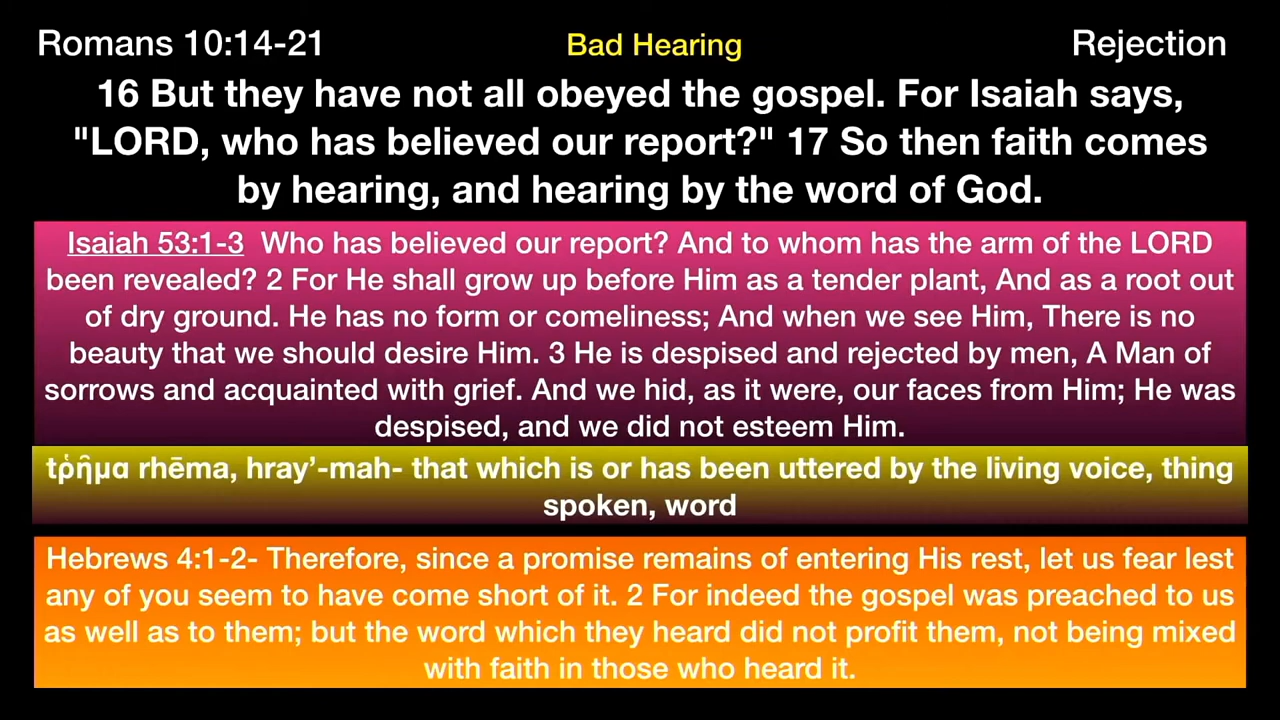 Romans 10:14-21
Bad Hearing
Rejection
16 But they have not all obeyed the gospel. For Isaiah says,
"LORD, who has believed our report?" 17 So then faith comes
by hearing, and hearing by the word of God.
Isaiah 53:1-3  Who has believed our report? And to whom has the arm of the LORD
been revealed? 2 For He shall grow up before Him as a tender plant, And as a root out
of dry ground. He has no form or comeliness; And when we see Him, There is no
beauty that we should desire Him. 3 He is despised and rejected by men, A Man of
sorrows and acquainted with grief. And we hid, as it were, our faces from Him; He was
despised, and we did not esteem Him.
τῥῆμα rhēma, hray’-mah- that which is or has been uttered by the living voice, thing
spoken, word
Hebrews 4:1-2- Therefore, since a promise remains of entering His rest, let us fear lest
any of you seem to have come short of it. 2 For indeed the gospel was preached to us
as well as to them; but the word which they heard did not profit them, not being mixed
with faith in those who heard it.